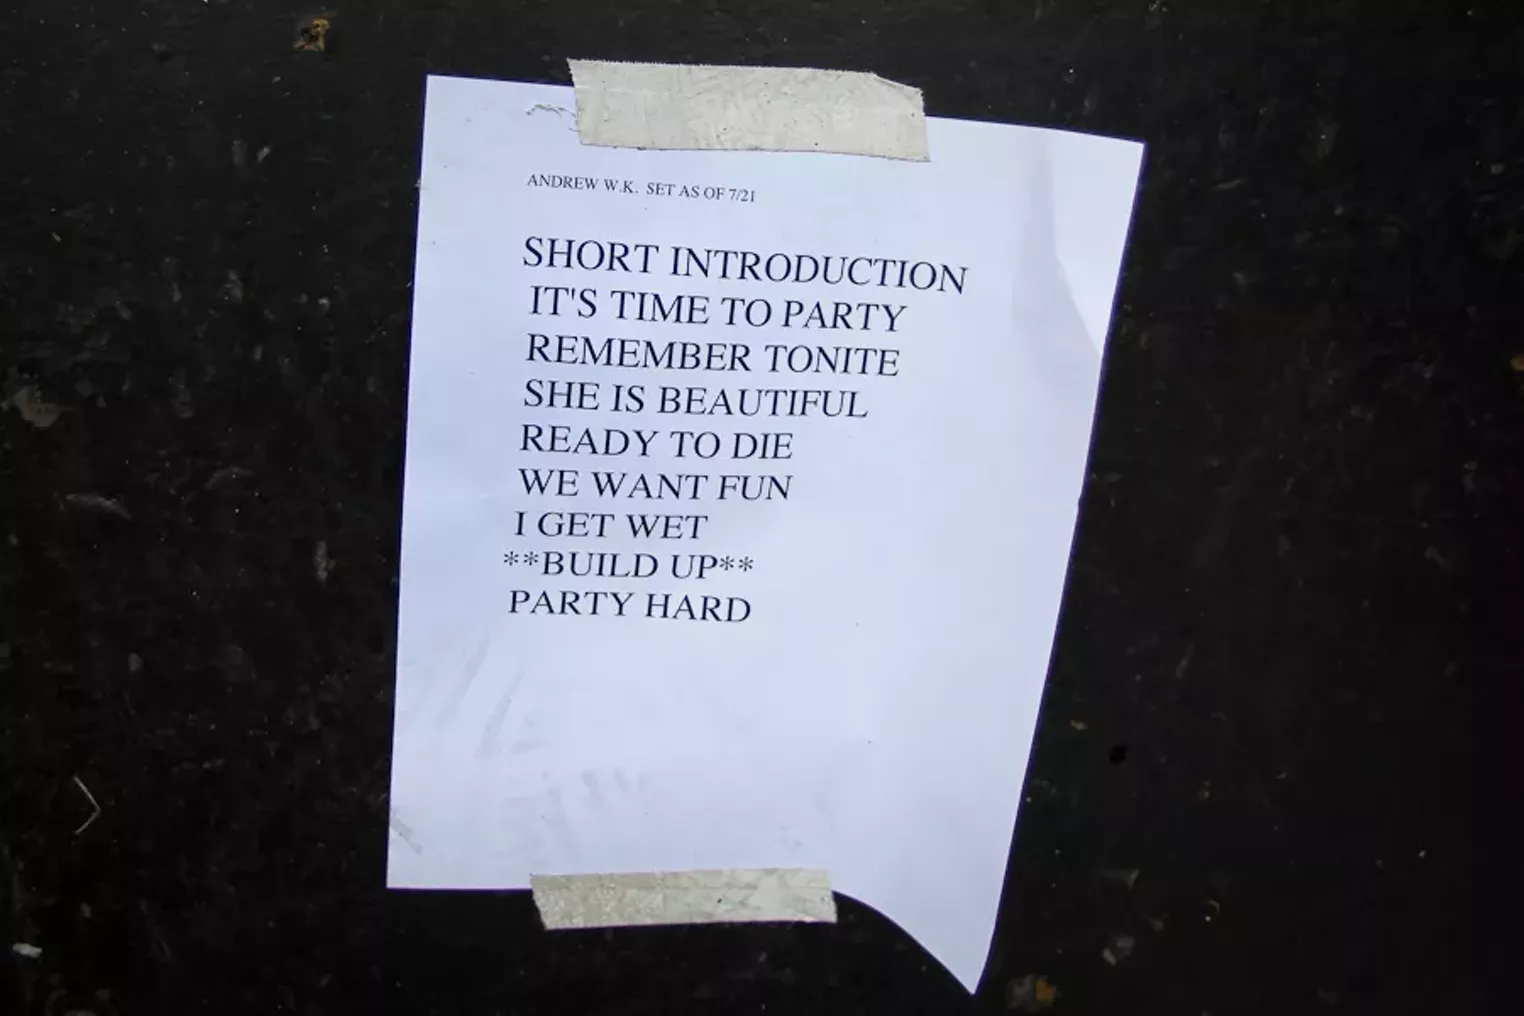 ANDREW W.K. SET AS OF 7/21
SHORT INTRODUCTION
IT'S TIME TO PARTY
REMEMBER TONITE
SHE IS BEAUTIFUL
READY TO DIE
WE WANT FUN
I GET WET
**BUILD UP**
PARTY HARD